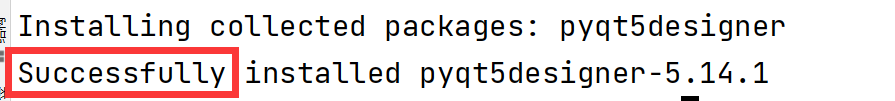 Installing collected packages: pyqt5designer
Successfully installed pyqt5designer-5.14.1